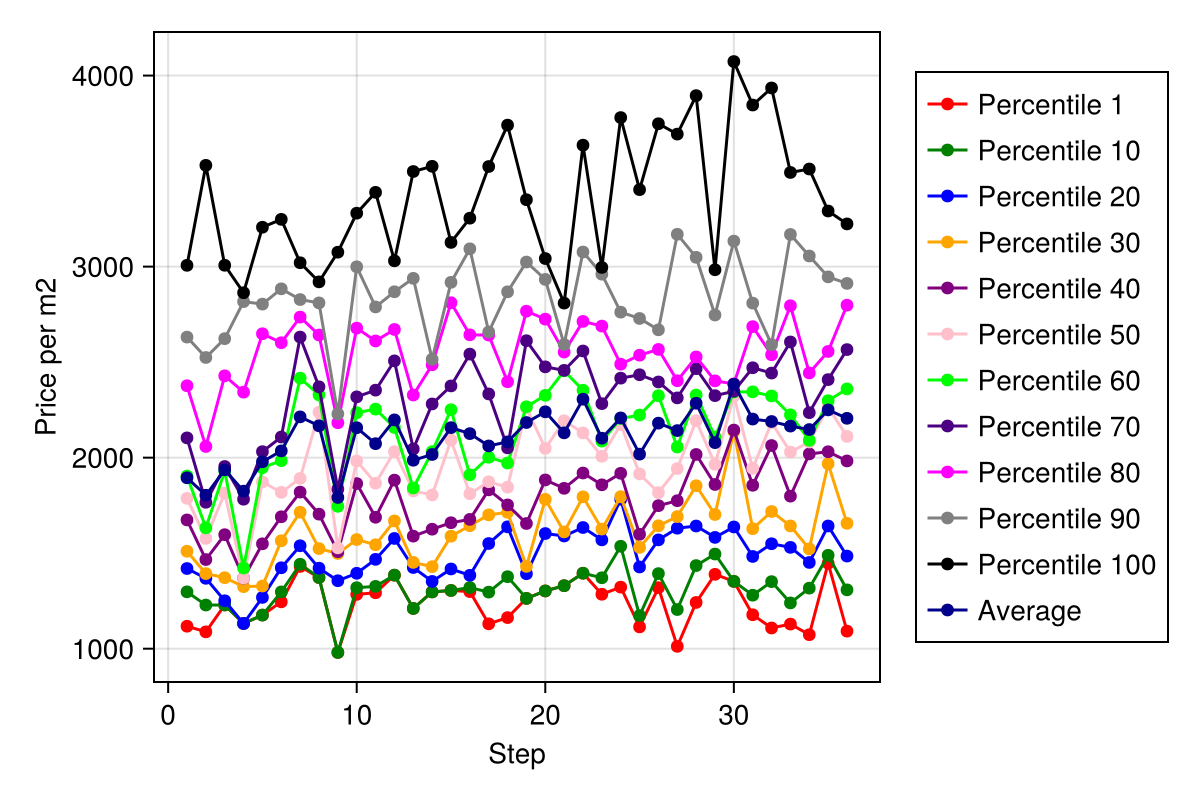 4000
3000
2000
1000
Price per m2
0 10 20 30
Step
Percentile 1
Percentile 10
Percentile 20
Percentile 30
Percentile 40
Percentile 50
Percentile 60
Percentile 70
Percentile 80
Percentile 90
Percentile 100
Average